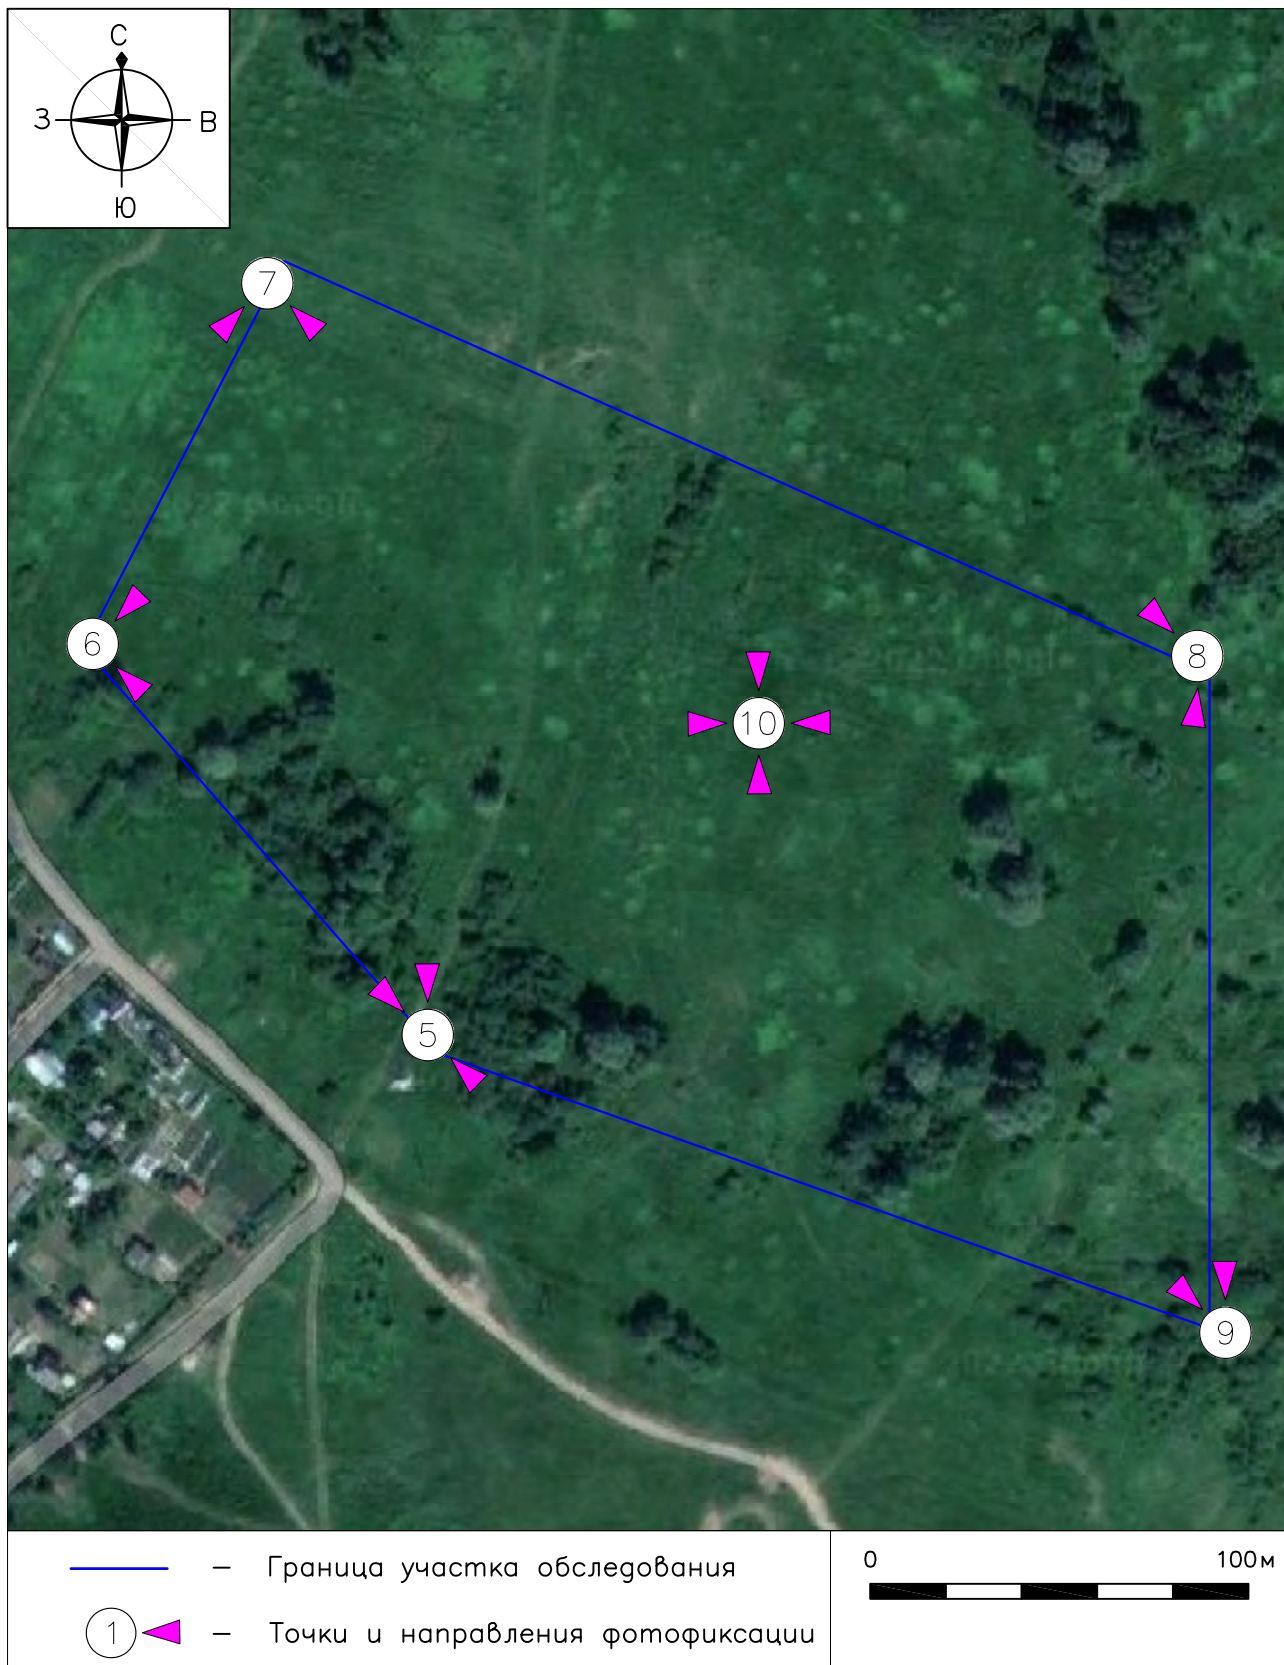 С
З В
Ю
7
6
8
10
5
9
— Граница участка обследования
1 — Точки и направления фотофиксации
0 100м